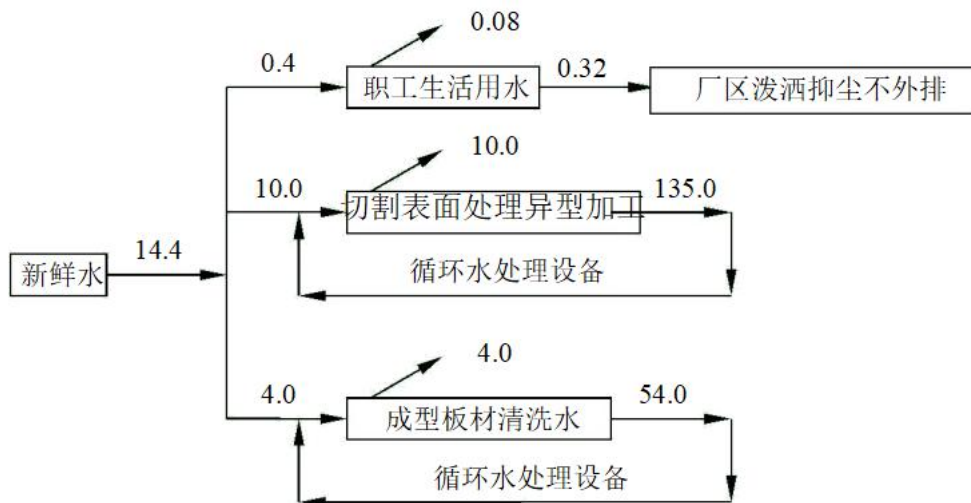 0.08
0.4
职工生活用水
0.32
厂区泼洒抑尘不外排
10.0
10.0
切割表面处理异型加工
135.0
新鲜水
14.4
循环水处理设备
4.0
4.0
成型板材清洗水
54.0
循环水处理设备